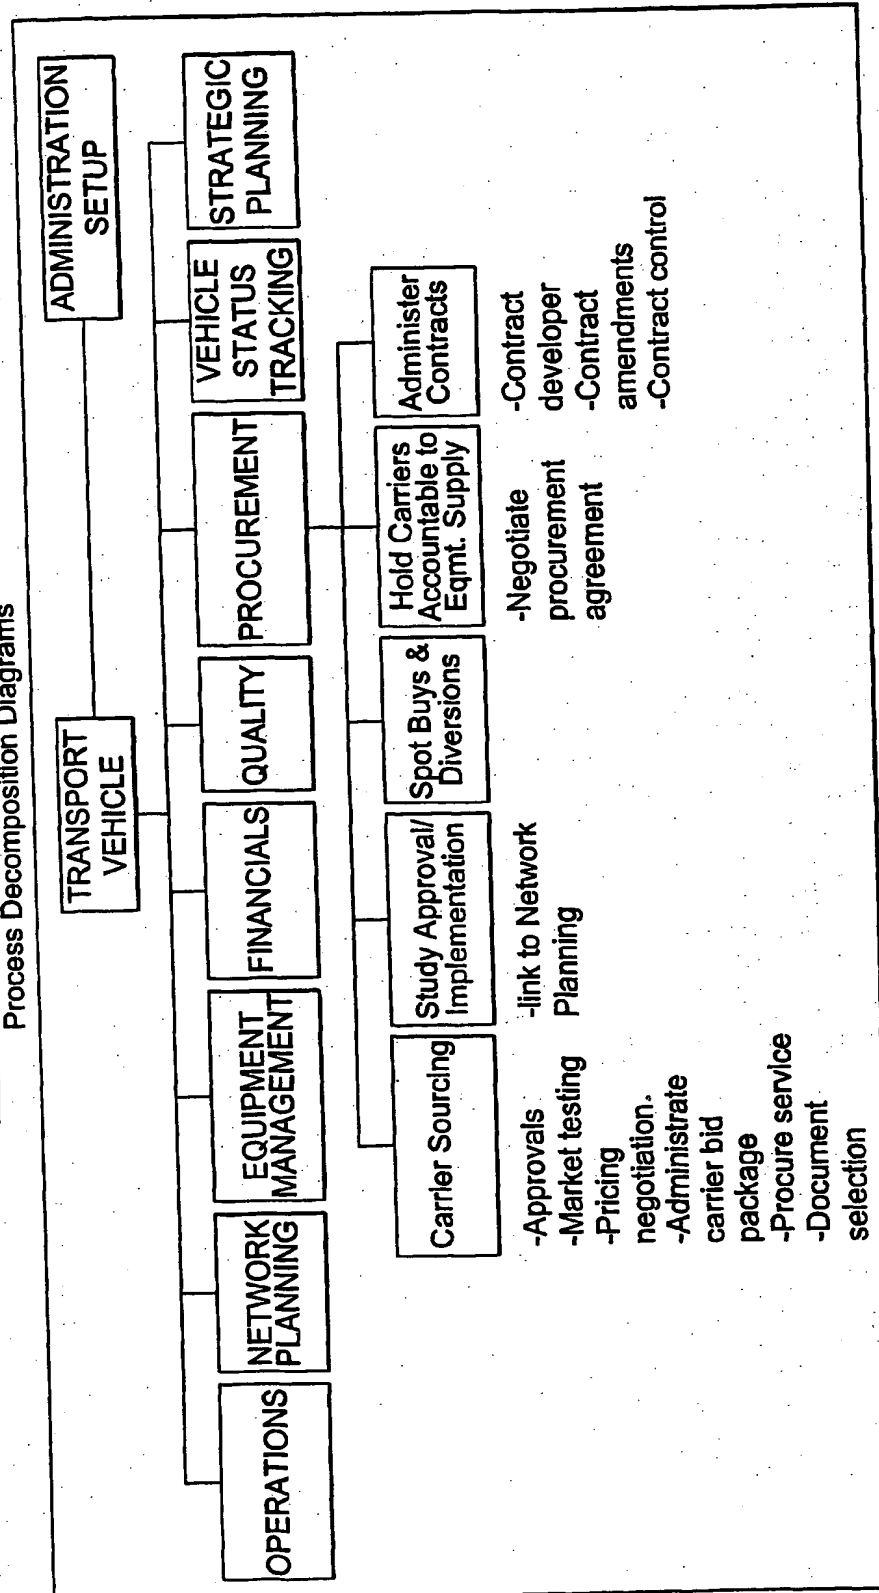 Process Decomposition Diagrams
TRANSPORT
VEHICLE
ADMINISTRATION
SETUP
OPERATIONS
NETWORK
PLANNING
EQUIPMENT
MANAGEMENT
FINANCIALS
QUALITY
PROCUREMENT
VEHICLE
STATUS
TRACKING
STRATEGIC
PLANNING
Carrier Sourcing
-Approvals
-Market testing
-Pricing
negotiation.
-Administrate
carrier bid
package
-Procure service
-Document
selection
Study Approval/
Implementation
-link to Network
Planning
Spot Buys &
Diversions
Hold Carriers
Accountable to
Eqmt. Supply
-Negotiate
procurement
agreement
Administer
Contracts
-Contract
developer
-Contract
amendments
-Contract control